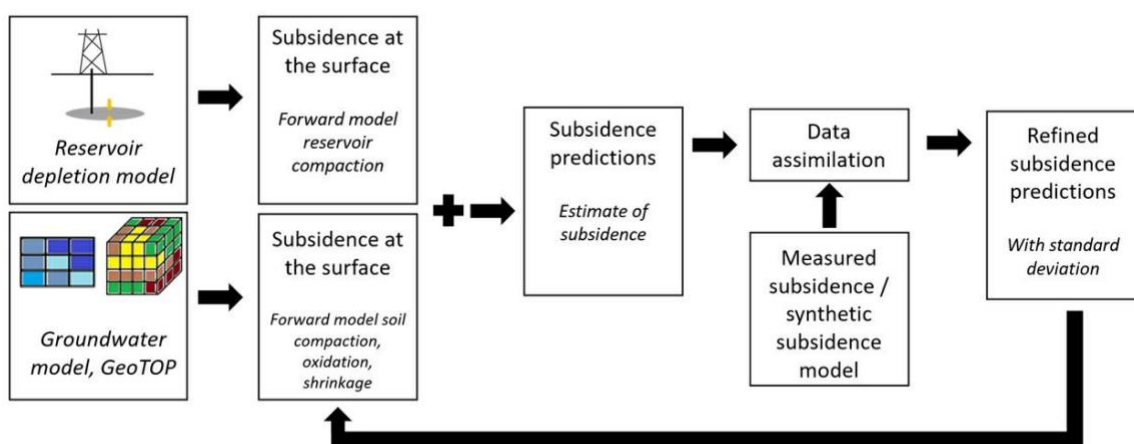 Reservoir
depletion model
Subsidence at
the surface
Forward model
reservoir
compaction
Groundwater
model, GeoTOP
Subsidence at
the surface
Forward model soil
compaction,
oxidation,
shrinkage
Subsidence
predictions
Estimate of
subsidence
Data
assimilation
Measured
subsidence /
synthetic
subsidence
model
Refined
subsidence
predictions
With standard
deviation